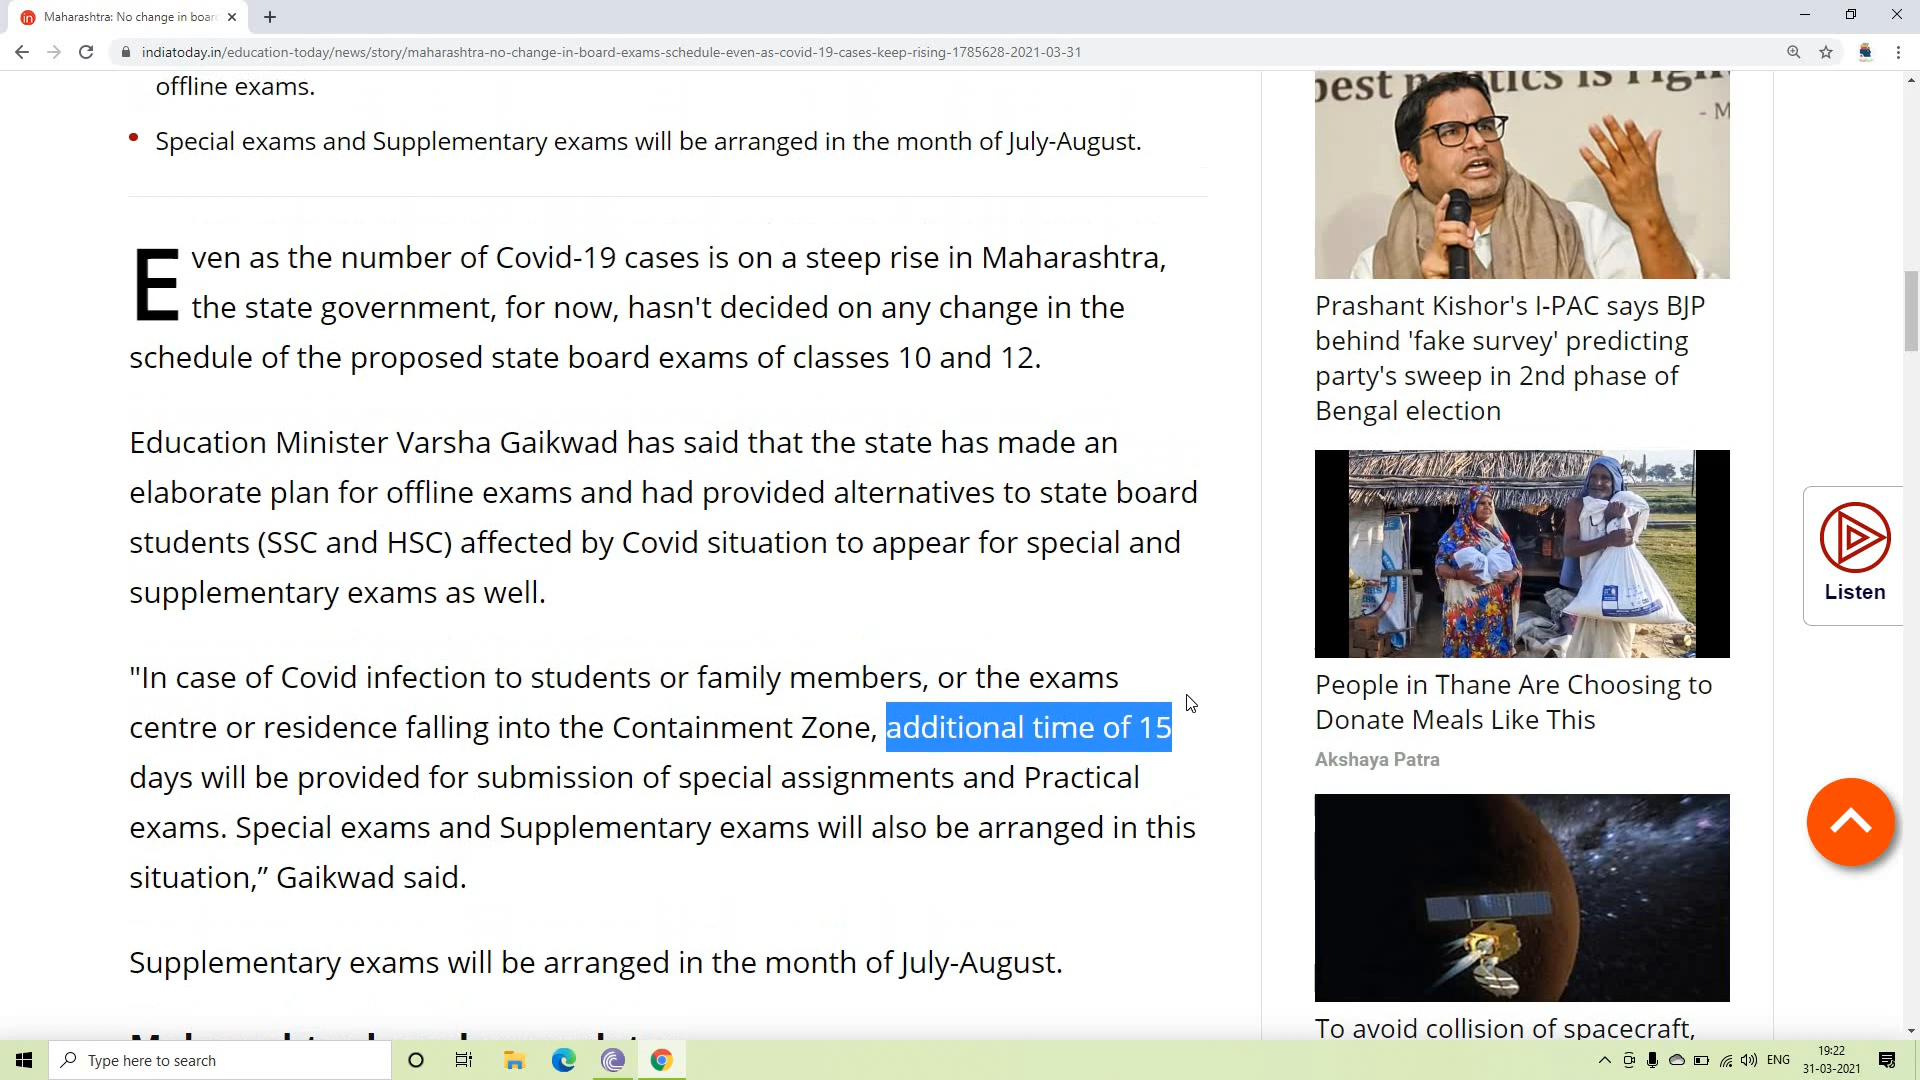 Maharashtra: No change in boar
indiatoday.in/education-today/news/story/maharashtra-no-change-in-board-exams-schedule-even-as-covid-19-cases-keep-rising-1785628-2021-03-31
offline exams.
• Special exams and Supplementary exams will be arranged in the month of July-August.
Even as the number of Covid-19 cases is on a steep rise in Maharashtra,
the state government, for now, hasn't decided on any change in the
schedule of the proposed state board exams of classes 10 and 12.
Education Minister Varsha Gaikwad has said that the state has made an
elaborate plan for offline exams and had provided alternatives to state board
students (SSC and HSC) affected by Covid situation to appear for special and
supplementary exams as well.
"In case of Covid infection to students or family members, or the exams
centre or residence falling into the Containment Zone, additional time of 15
days will be provided for submission of special assignments and Practical
exams. Special exams and Supplementary exams will also be arranged in this
situation,” Gaikwad said.
Supplementary exams will be arranged in the month of July-August.
best politics is righ
- M
Prashant Kishor's I-PAC says BJP
behind 'fake survey' predicting
party's sweep in 2nd phase of
Bengal election
People in Thane Are Choosing to
Donate Meals Like This
Akshaya Patra
To avoid collision of spacecraft,
Listen
Type here to search
ENG
19:22
31-03-2021